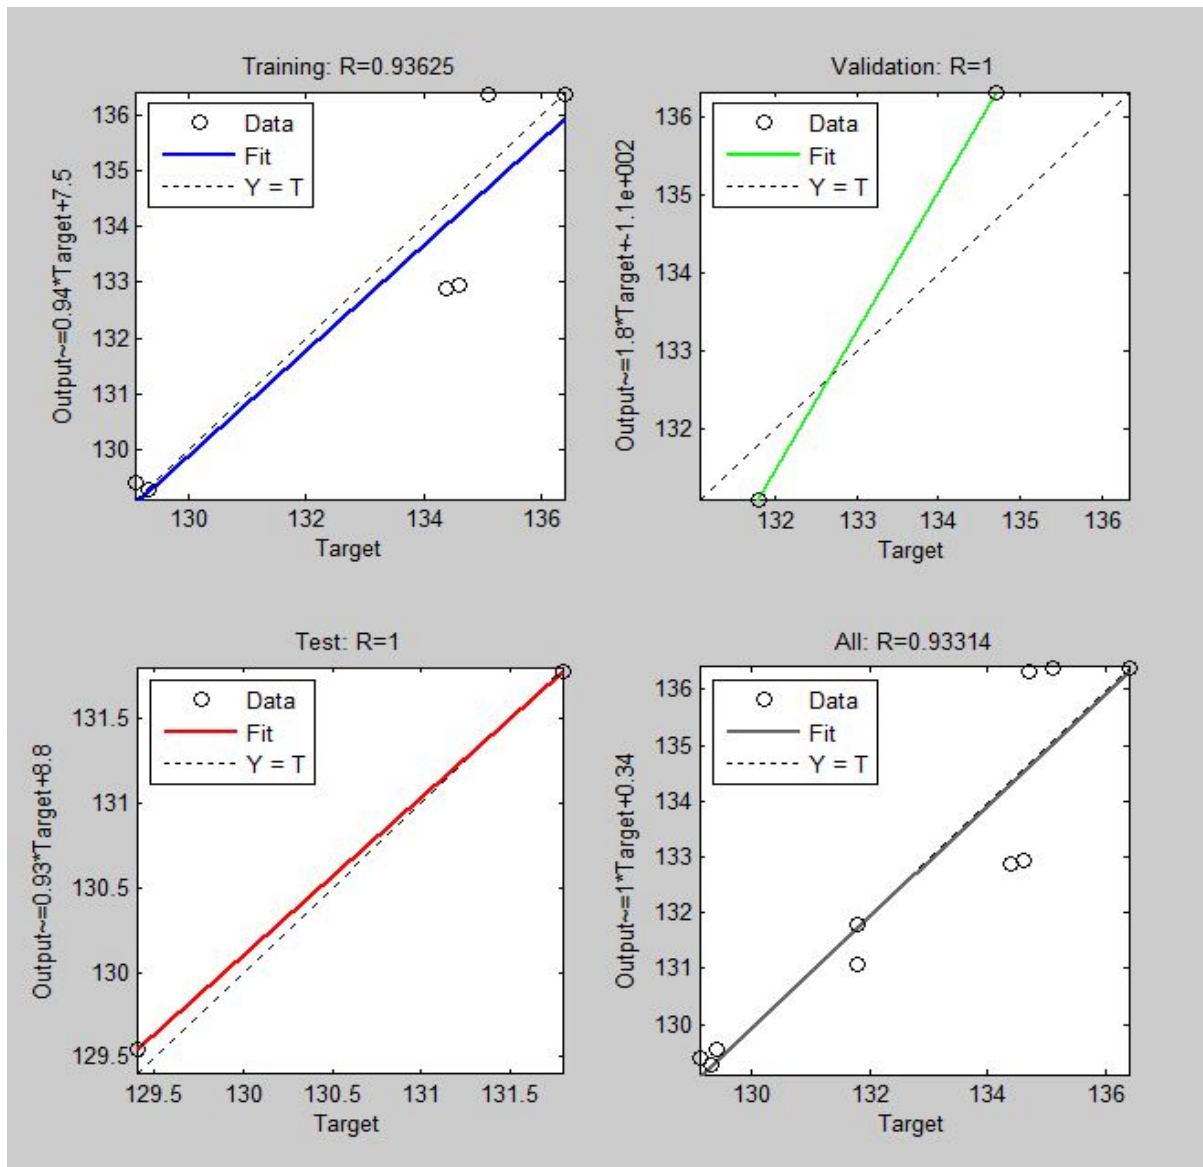 Training: R=0.93625
Output~=0.94*Target+7.5
136
135
134
133
132
131
130
Data
Fit
Y = T
130
132
134
136
Target
Validation: R=1
Output~=1.8*Target+-1.1e+002
136
135
134
133
132
Data
Fit
Y = T
132
133
134
135
136
Target
Test: R=1
Output~=0.93*Target+8.8
131.5
131
130.5
130
129.5
Data
Fit
Y = T
129.5
130
130.5
131
131.5
Target
All: R=0.93314
Output~=1*Target+0.34
136
135
134
133
132
131
130
Data
Fit
Y = T
130
132
134
136
Target